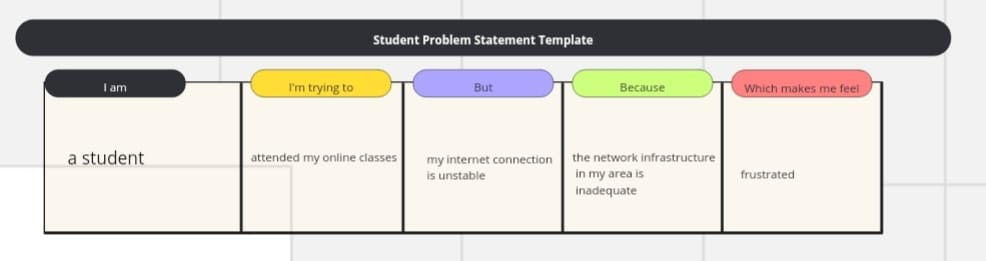 Student Problem Statement Template
I am
I'm trying to
But
Because
Which makes me feel
a student
attended my online classes
my internet connection
is unstable
the network infrastructure
in my area is
inadequate
frustrated